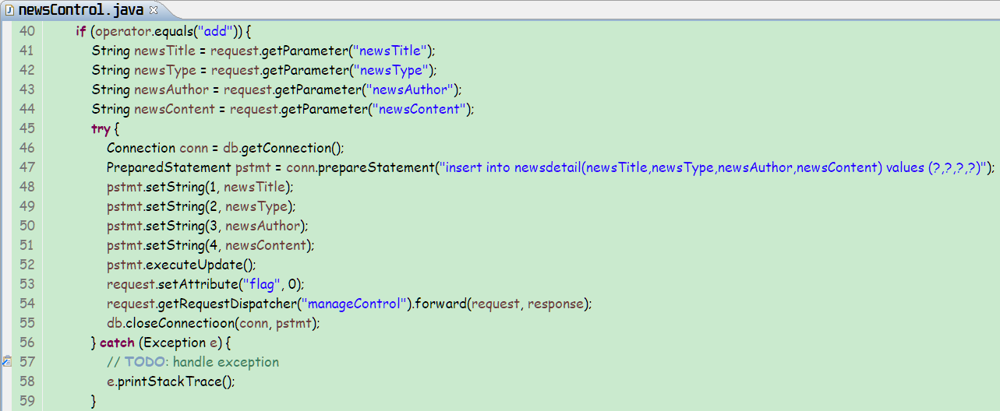 newsControl.java
40 if (operator.equals("add")) {
41 String newsTitle = request.getParameter("newsTitle");
42 String newsType = request.getParameter("newsType");
43 String newsAuthor = request.getParameter("newsAuthor");
44 String newsContent = request.getParameter("newsContent");
45 try {
46 Connection conn = db.getConnection();
47 PreparedStatement pstmt = conn.prepareStatement("insert into newsdetail(newsTitle,newsType,newsAuthor,newsContent) values (?,?,?,?)");
48 pstmt.setString(1, newsTitle);
49 pstmt.setString(2, newsType);
50 pstmt.setString(3, newsAuthor);
51 pstmt.setString(4, newsContent);
52 pstmt.executeUpdate();
53 request.setAttribute("flag", 0);
54 request.getRequestDispatcher("manageControl").forward(request, response);
55 db.closeConnectioon(conn, pstmt);
56 } catch (Exception e) {
57 // TODO: handle exception
58 e.printStackTrace();
59 }